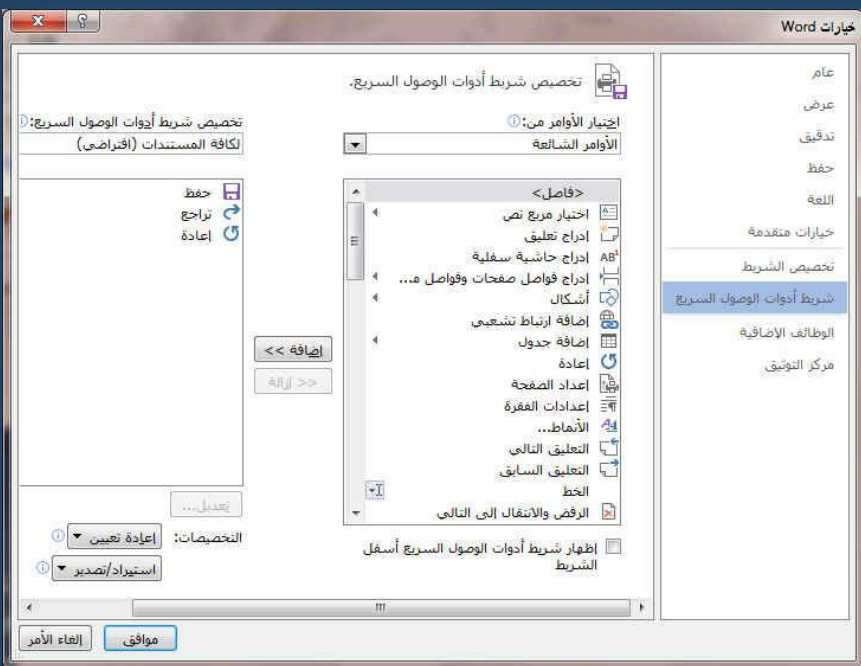 خيارات Word
عام
عرض
تدقيق
حفظ
اللغة
خيارات متقدمة
تخصيص الشريط
شريط أدوات الوصول السريع
الوظائف الإضافية
مركز التوثيق
تخصيص شريط أدوات الوصول السريع.
اختيار الأوامر من:
الأوامر الشائعة
<فاصل>
اختيار مربع نص
إدراج تعليق
إدراج حاشية سفلية
إدراج فواصل صفحات وفواصل م...
أشكال
إضافة ارتباط تشعبي
إضافة جدول
إعادة
إعداد الصفحة
إعدادات الفقرة
الأنماط...
التعليق التالي
التعليق السابق
الخط
الرفض والانتقال إلى التالي
إظهار شريط أدوات الوصول السريع أسفل
الشريط
إضافة >>
<< إزالة
تخصيص شريط أدوات الوصول السريع:
لكافة المستندات (افتراضي)
حفظ
تراجع
إعادة
تعديل...
التخصيصات:
إعادة تعيين
استيراد/تصدير
موافق
إلغاء الأمر